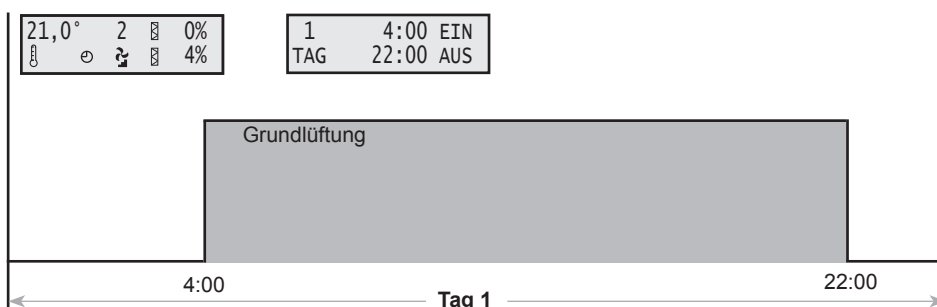 21,0° 2 0%
4%
1 4:00 EIN
TAG 22:00 AUS
Grundlüftung
4:00
22:00
Tag 1